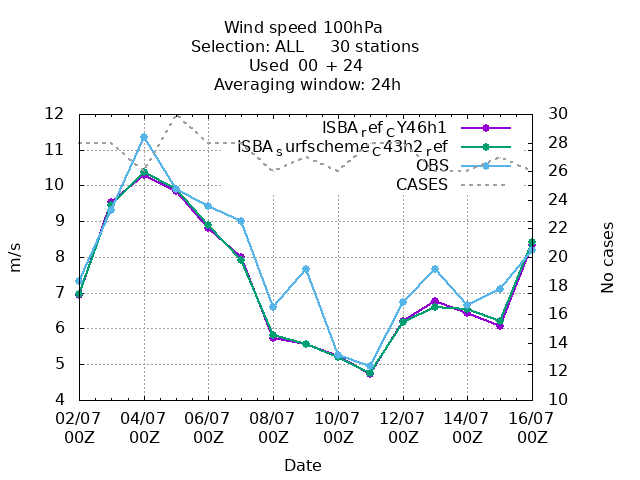 Wind speed 100hPa
Selection: ALL 30 stations
Used 00 + 24
Averaging window: 24h
ISBA_ref_CY46h1
ISBA_surfscheme_C43h2_ref
OBS
CASES
12
11
10
9
8
7
6
5
4
m/s
30
28
26
24
22
20
18
16
14
12
10
No cases
02/07 04/07 06/07 08/07 10/07 12/07 14/07 16/07
00Z 00Z 00Z 00Z 00Z 00Z 00Z 00Z
Date